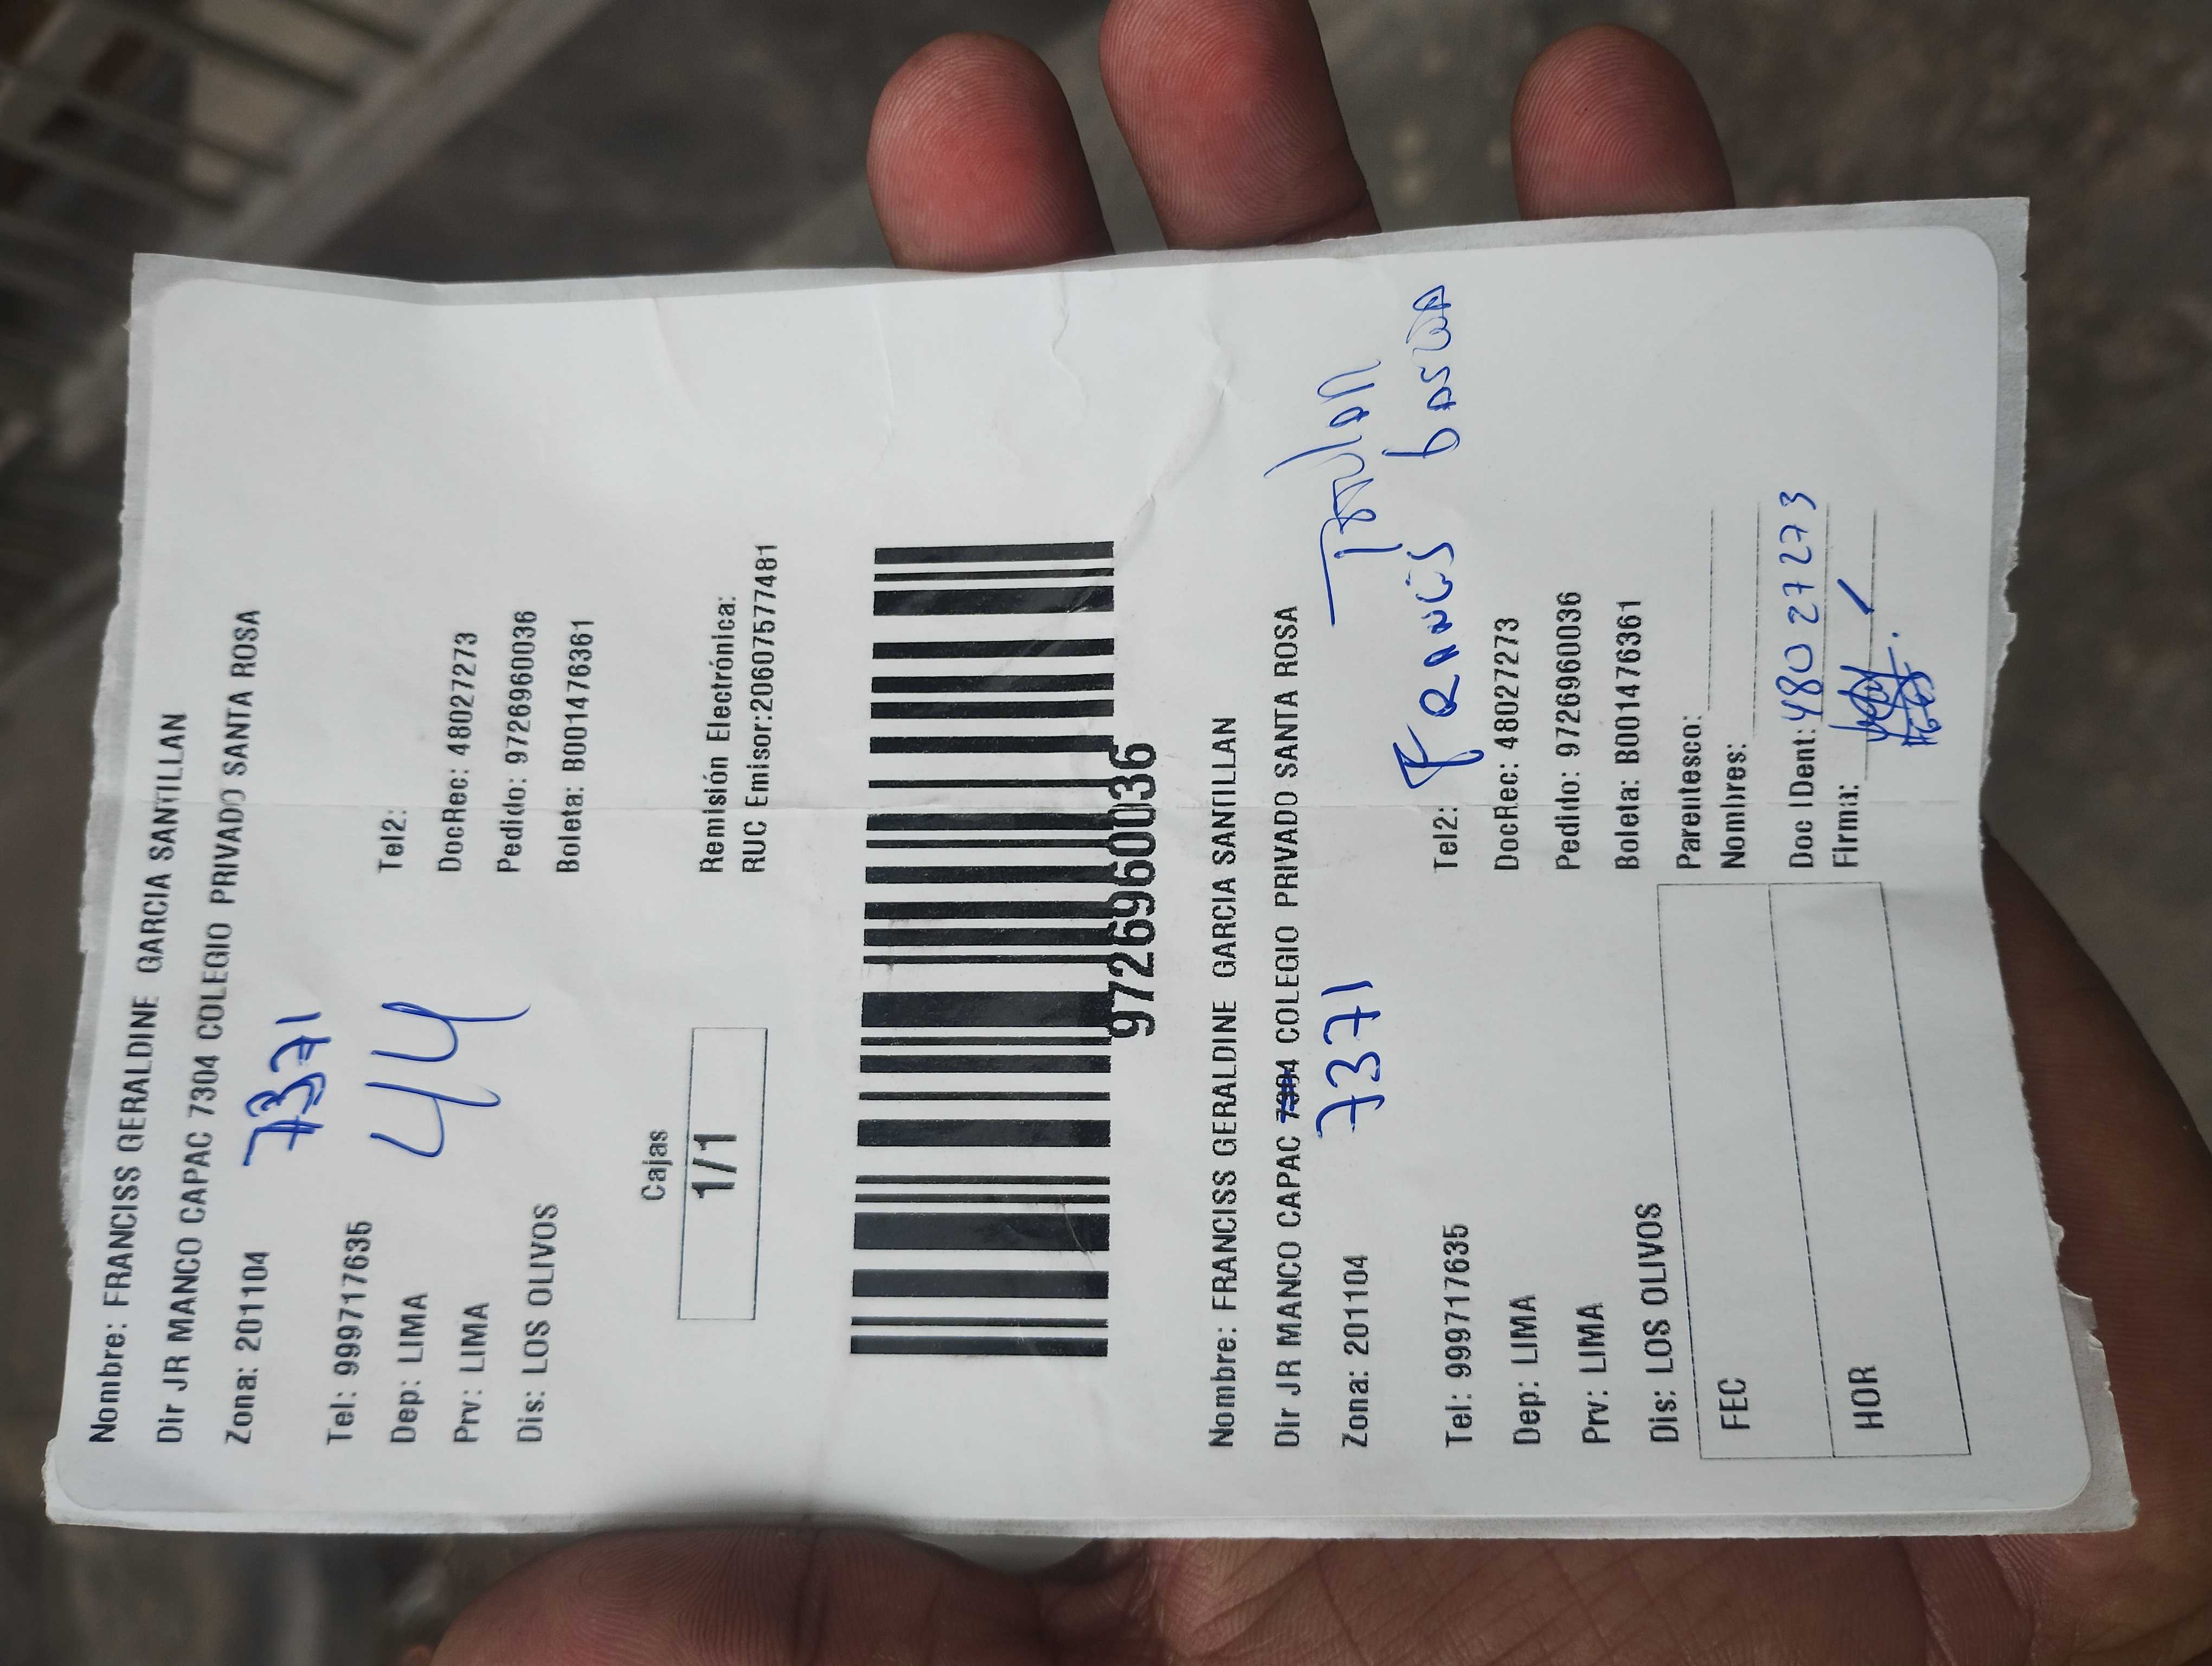 Nombre: FRANCISS GERALDINE GARCIA SANTILLAN
Dir JR MANCO CAPAC 7304 COLEGIO PRIVADO SANTA ROSA
Zona: 201104
7371
Tel: 999717635
44
Tel2:
Dep: LIMA
DocRec: 48027273
Prv: LIMA
Pedido: 972696960036
Dis: LOS OLIVOS
Boleta: B001476361
Cajas
1/1
Remisión Electrónica:
RUC Emisor:20607577481
97269960036
Nombre: FRANCISS GERALDINE GARCIA SANTILLAN
Dir JR MANCO CAPAC 7304 COLEGIO PRIVADO SANTA ROSA
Zona: 201104
7371
Tel: 999717635
Tel2:
Francis
Dep: LIMA
DocRec: 48027273
Prv: LIMA
Pedido: 97269960036
Dis: LOS OLIVOS
Boleta: B001476361
FEC
Parentesco:
Nombres:
HOR
Doc IDent: 48027273
Firma: